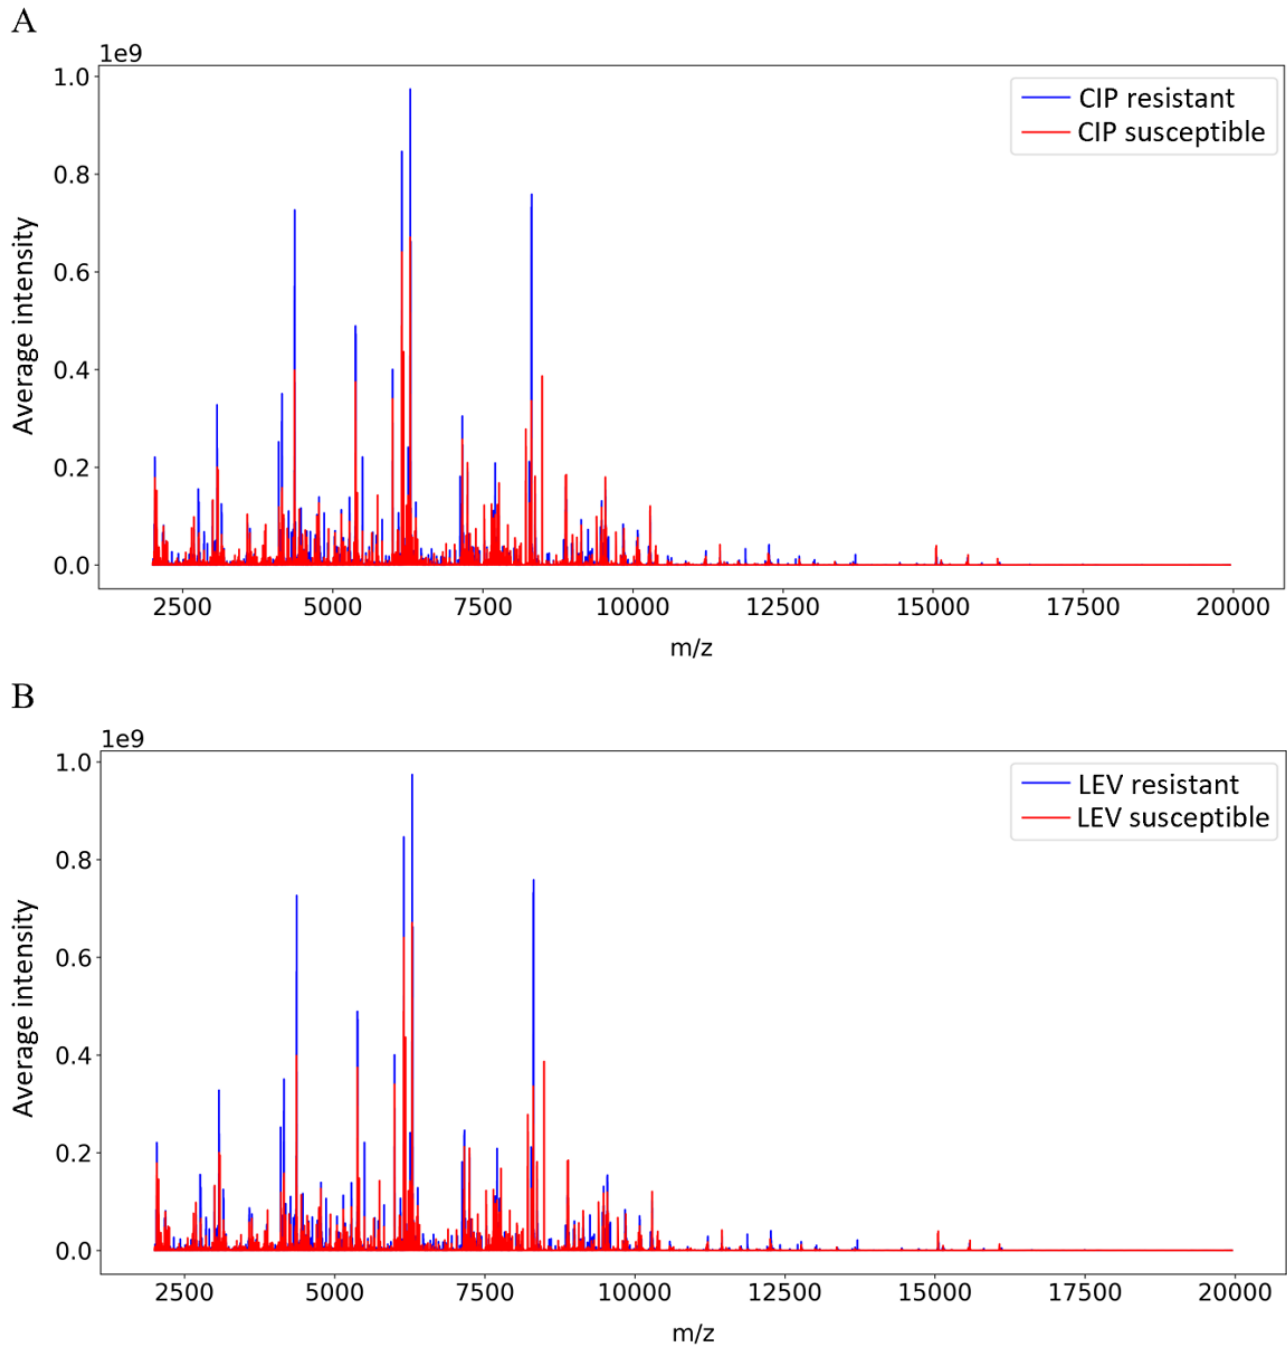 A
1e9
1.0
0.8
0.6
0.4
0.2
0.0
Average intensity
CIP resistant
CIP susceptible
2500 5000 7500 10000 12500 15000 17500 20000
m/z
B
1e9
1.0
0.8
0.6
0.4
0.2
0.0
Average intensity
LEV resistant
LEV susceptible
2500 5000 7500 10000 12500 15000 17500 20000
m/z